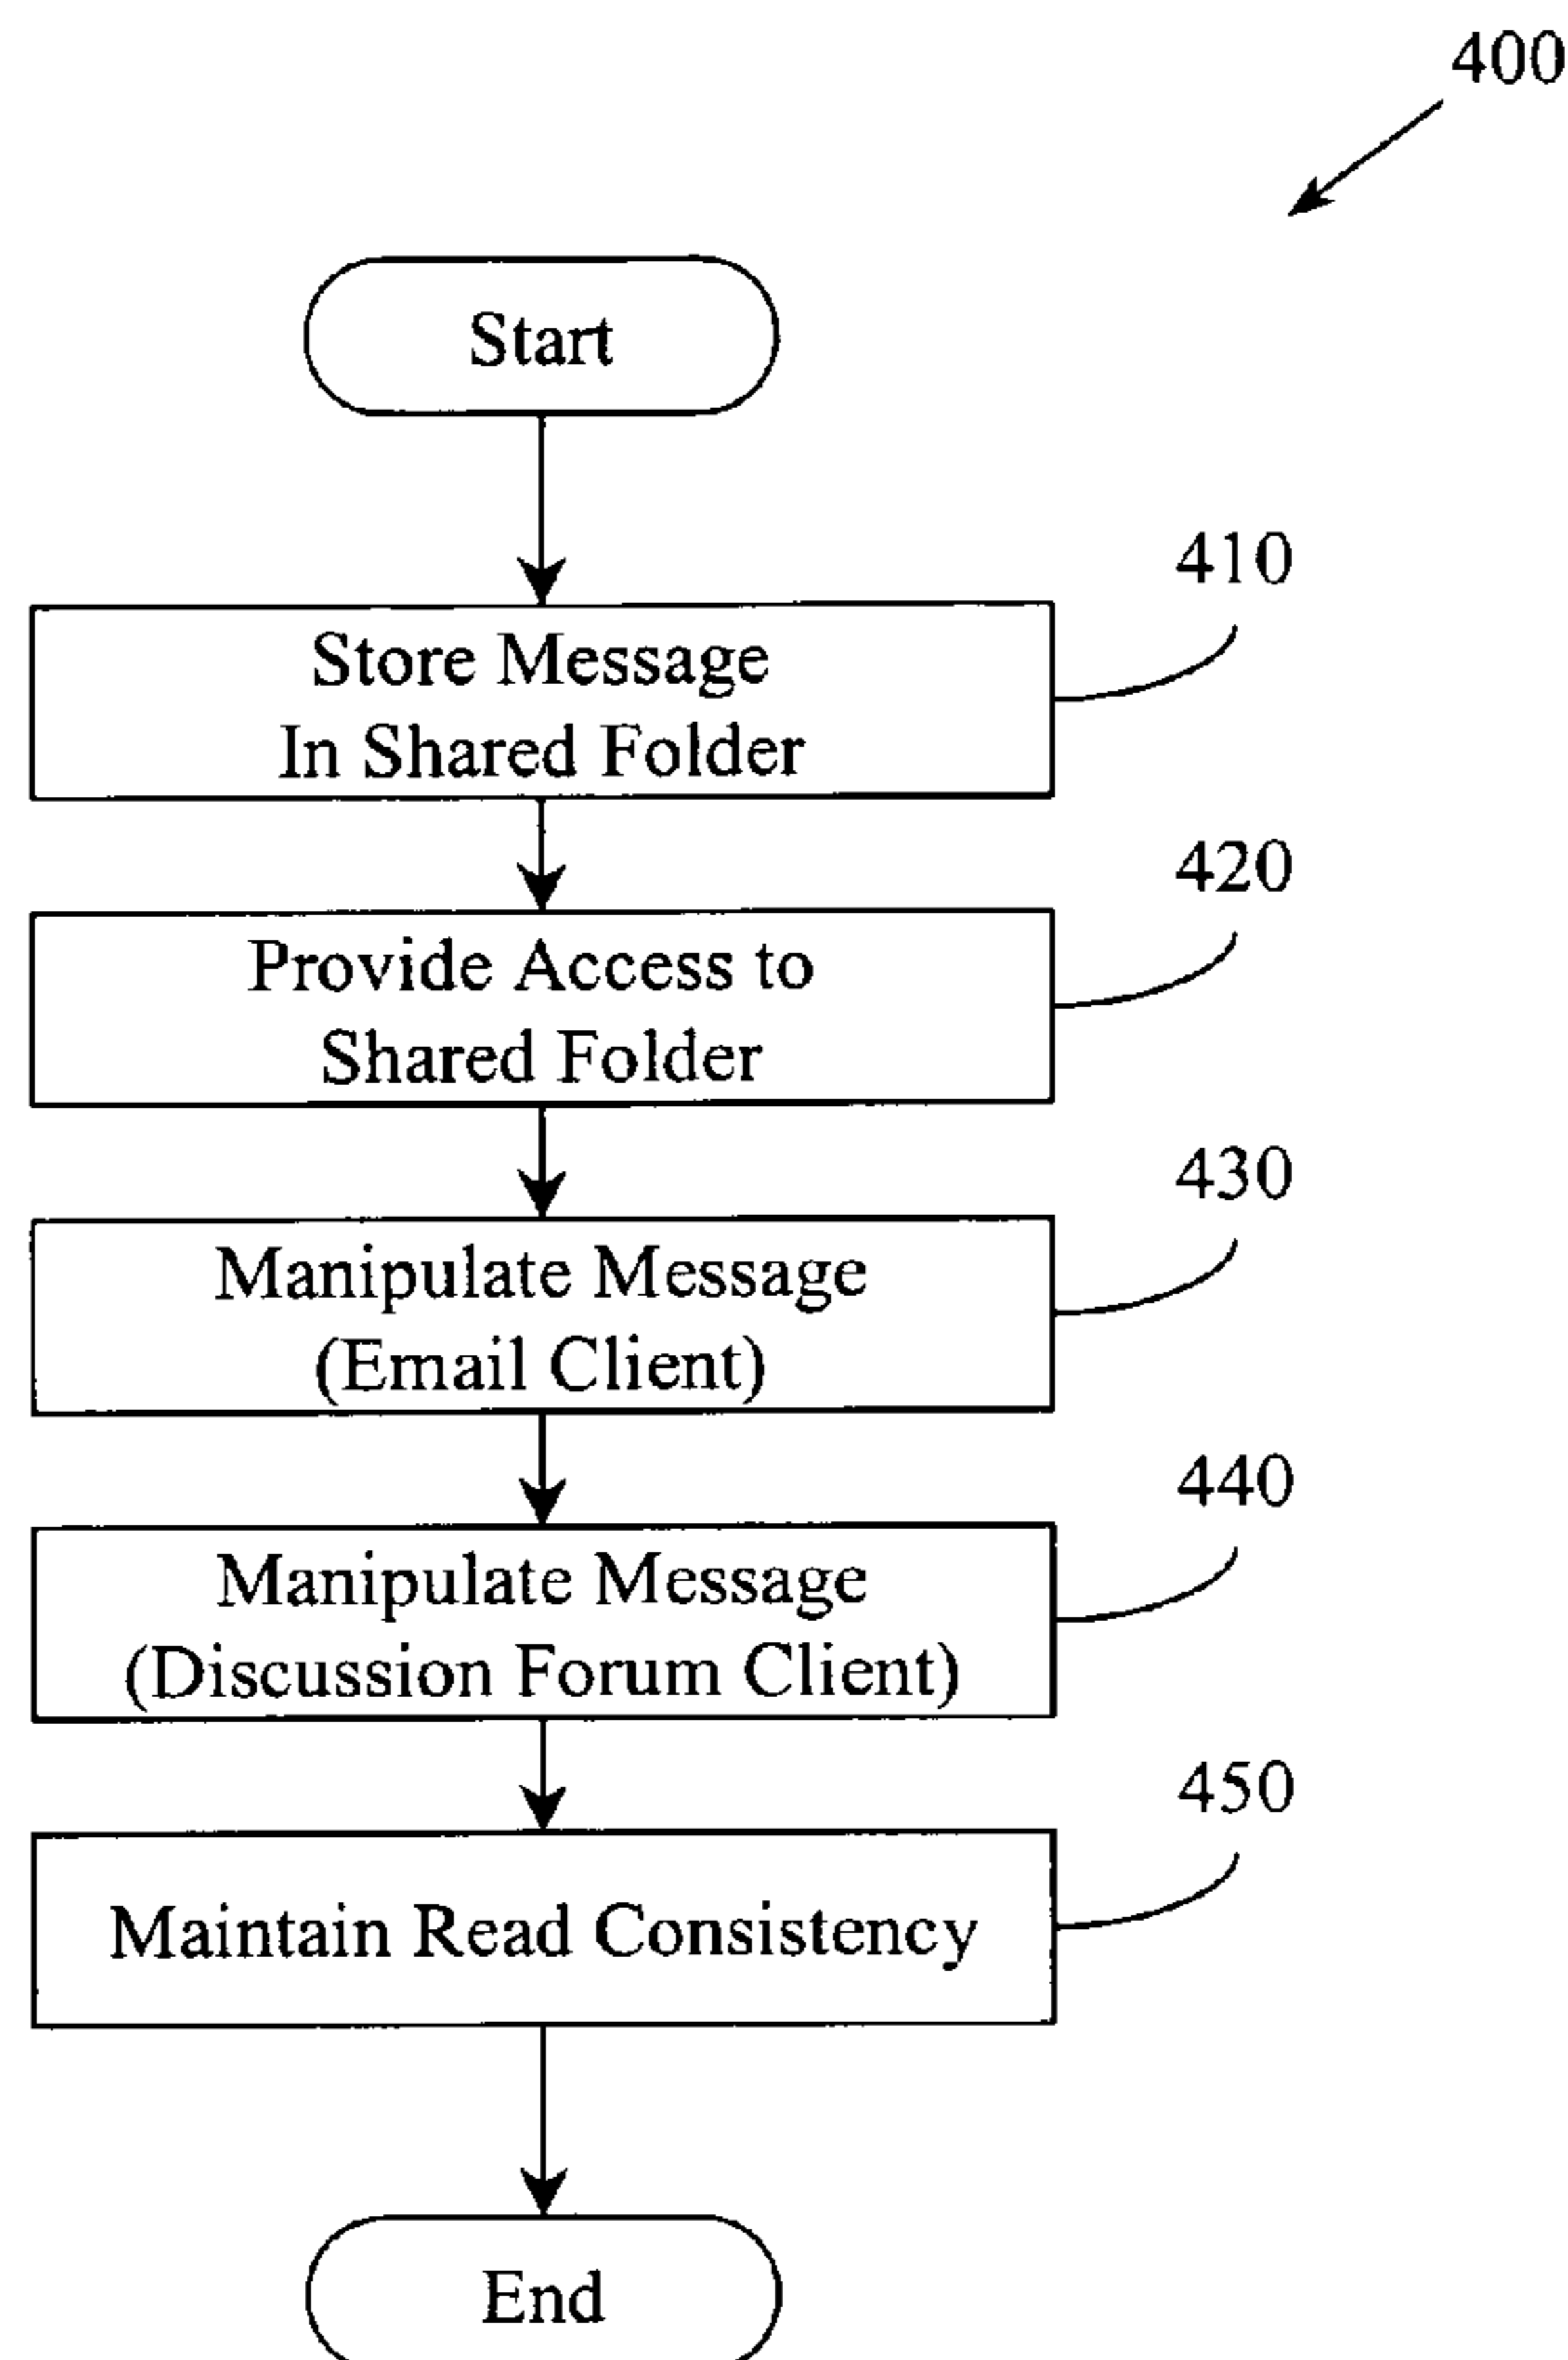 400
Start
410
Store Message
In Shared Folder
420
Provide Access to
Shared Folder
430
Manipulate Message
(Email Client)
440
Manipulate Message
(Discussion Forum Client)
450
Maintain Read Consistency
End